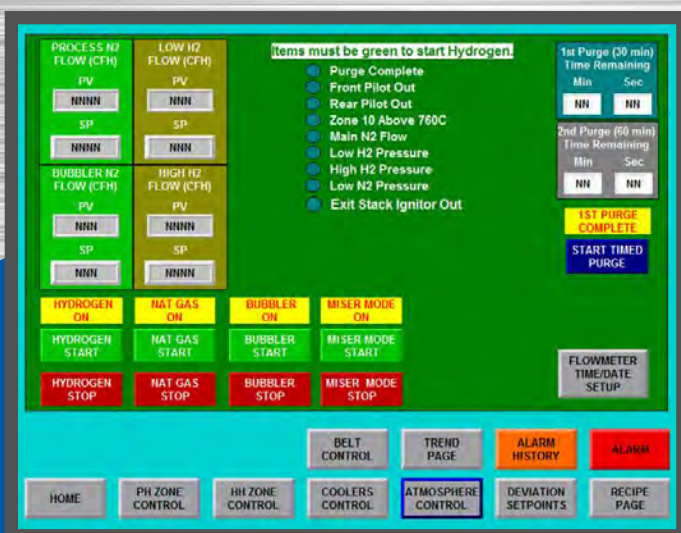 PROCESS N2
FLOW (CFH)
PV
NNNN
SP
NNNN
LOW H2
FLOW (CFH)
PV
NNN
SP
NNN
BUBBLER N2
FLOW (CFH)
PV
NNN
SP
NNN
HIGH H2
FLOW (CFH)
PV
NNNN
SP
NNNN
Items must be green to start Hydrogen.
Purge Complete
Front Pilot Out
Rear Pilot Out
Zone 10 Above 760C
Main N2 Flow
Low H2 Pressure
High H2 Pressure
Low N2 Pressure
Exit Stack Ignitor Out
1st Purge (30 min)
Time Remaining
Min Sec
NN NN
2nd Purge (60 min)
Time Remaining
Min Sec
NN NN
1ST PURGE
COMPLETE
START TIMED
PURGE
HYDROGEN
ON
NAT GAS
ON
BUBBLER
ON
MISER MODE
ON
HYDROGEN
START
NAT GAS
START
BUBBLER
START
MISER MODE
START
HYDROGEN
STOP
NAT GAS
STOP
BUBBLER
STOP
MISER MODE
STOP
FLOWMETER
TIME/DATE
SETUP
BELT
CONTROL
TREND
PAGE
ALARM
HISTORY
ALARM
HOME
PH ZONE
CONTROL
HH ZONE
CONTROL
COOLERS
CONTROL
ATMOSPHERE
CONTROL
DEVIATION
SETPOINTS
RECIPE
PAGE